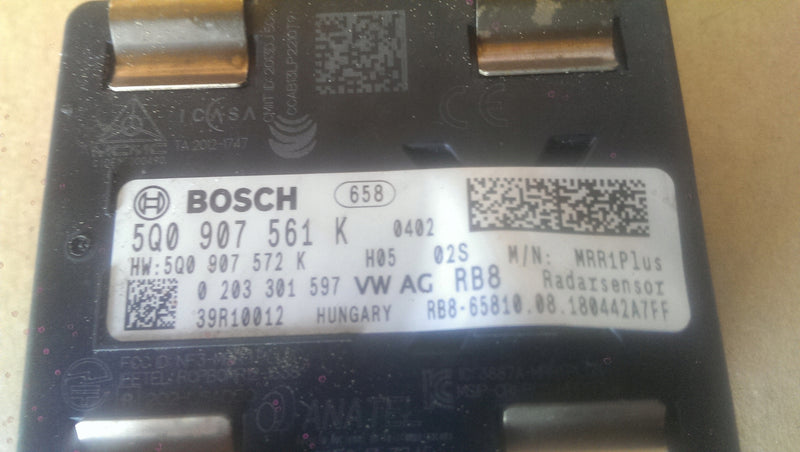 ICASA
TA 2012-1747
CE
BOSCH 658
5Q0 907 561 K 0402
HW:5Q0 907 572 K H05 02S M/N: MRR1Plus
0 203 301 597 VW AG RB8 Radarsensor
39R10012 HUNGARY RB8-65810.08.180442A7FF
ANATEL